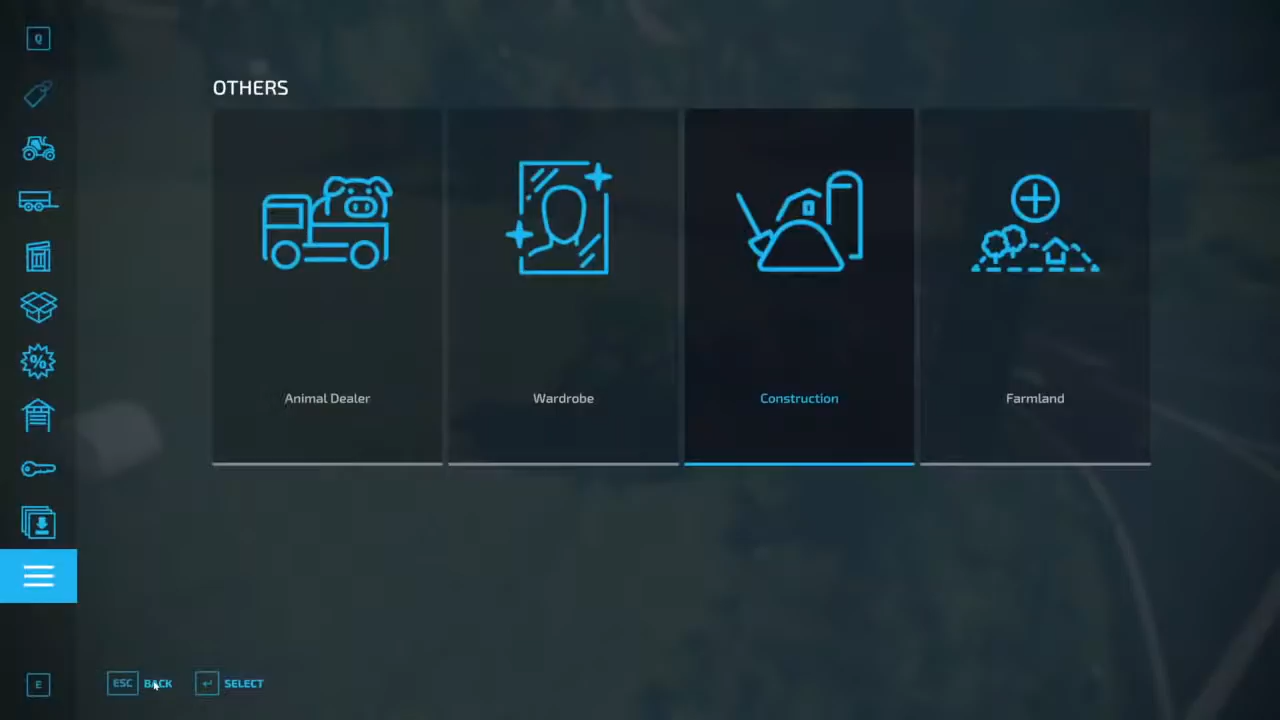 Q
OTHERS
Animal Dealer
Wardrobe
Construction
Farmland
%
E
ESC BACK
SELECT